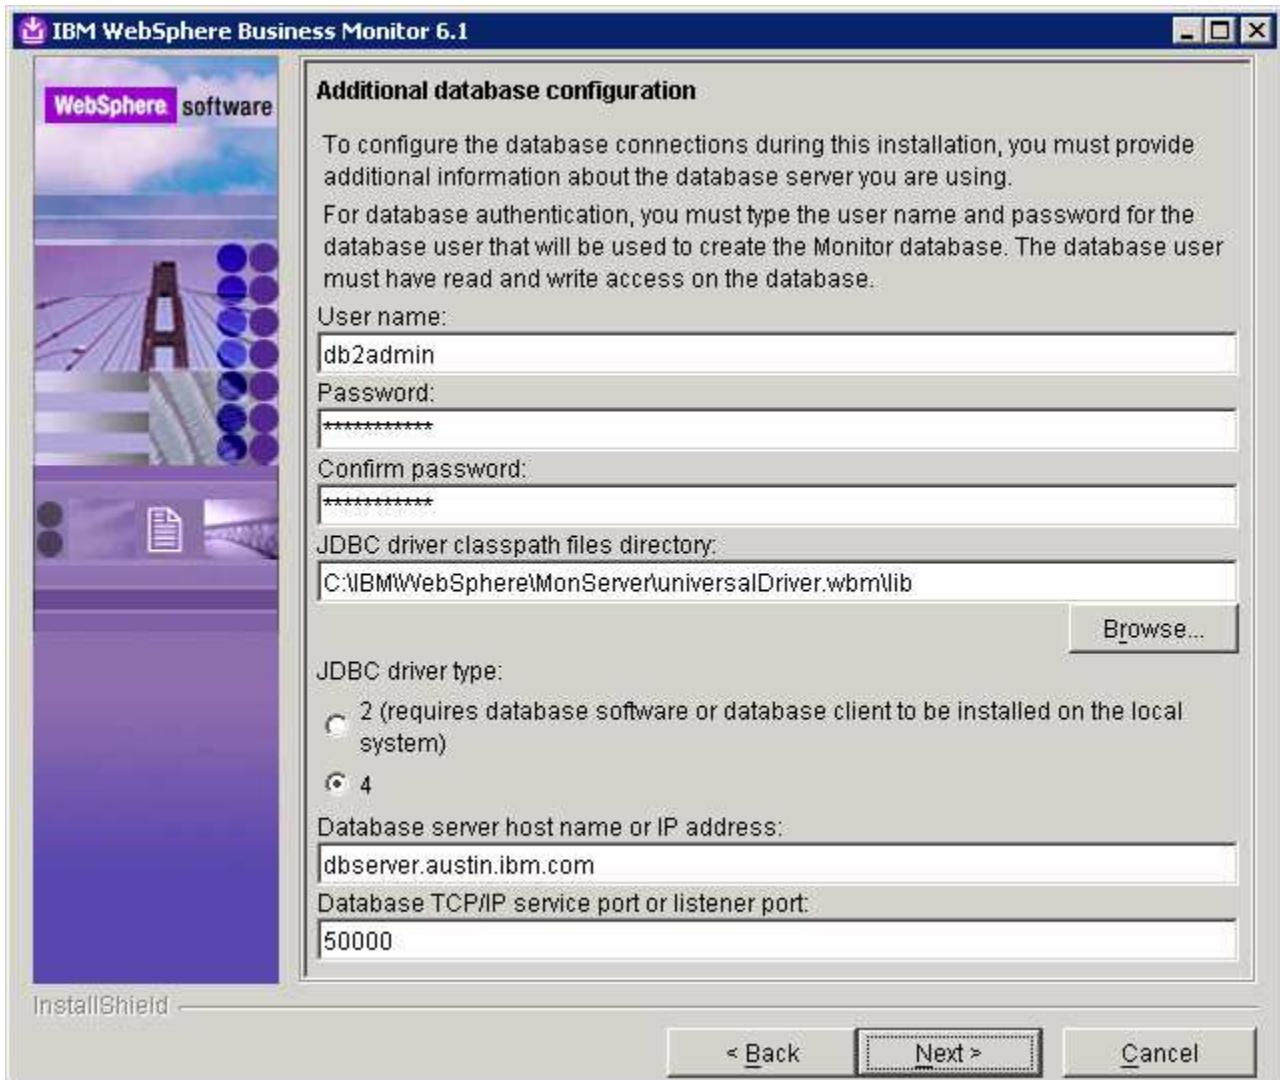 IBM WebSphere Business Monitor 6.1
WebSphere software
Additional database configuration
To configure the database connections during this installation, you must provide
additional information about the database server you are using.
For database authentication, you must type the user name and password for the
database user that will be used to create the Monitor database. The database user
must have read and write access on the database.
User name:
db2admin
Password:
***********
Confirm password:
***********
JDBC driver classpath files directory:
C:\IBM\WebSphere\MonServer\universalDriver.wbm\lib
Browse...
JDBC driver type:
2 (requires database software or database client to be installed on the local
system)
4
Database server host name or IP address:
dbserver.austin.ibm.com
Database TCP/IP service port or listener port:
50000
InstallShield
< Back
Next >
Cancel